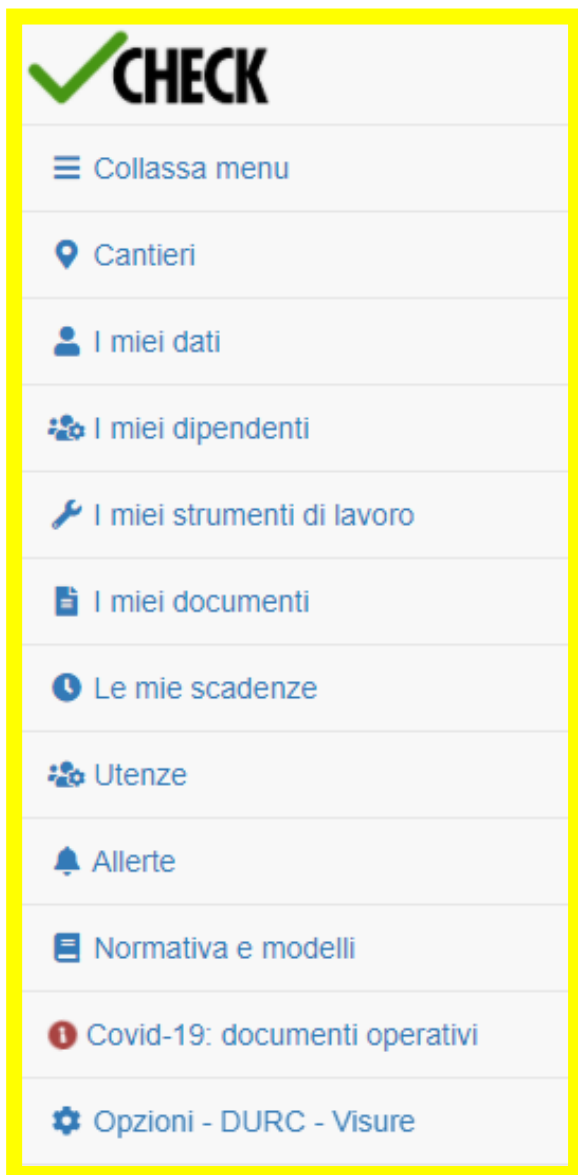 CHECK
Collassa menu
Cantieri
I miei dati
I miei dipendenti
I miei strumenti di lavoro
I miei documenti
Le mie scadenze
Utenze
Allerte
Normativa e modelli
Covid-19: documenti operativi
Opzioni - DURC - Visure